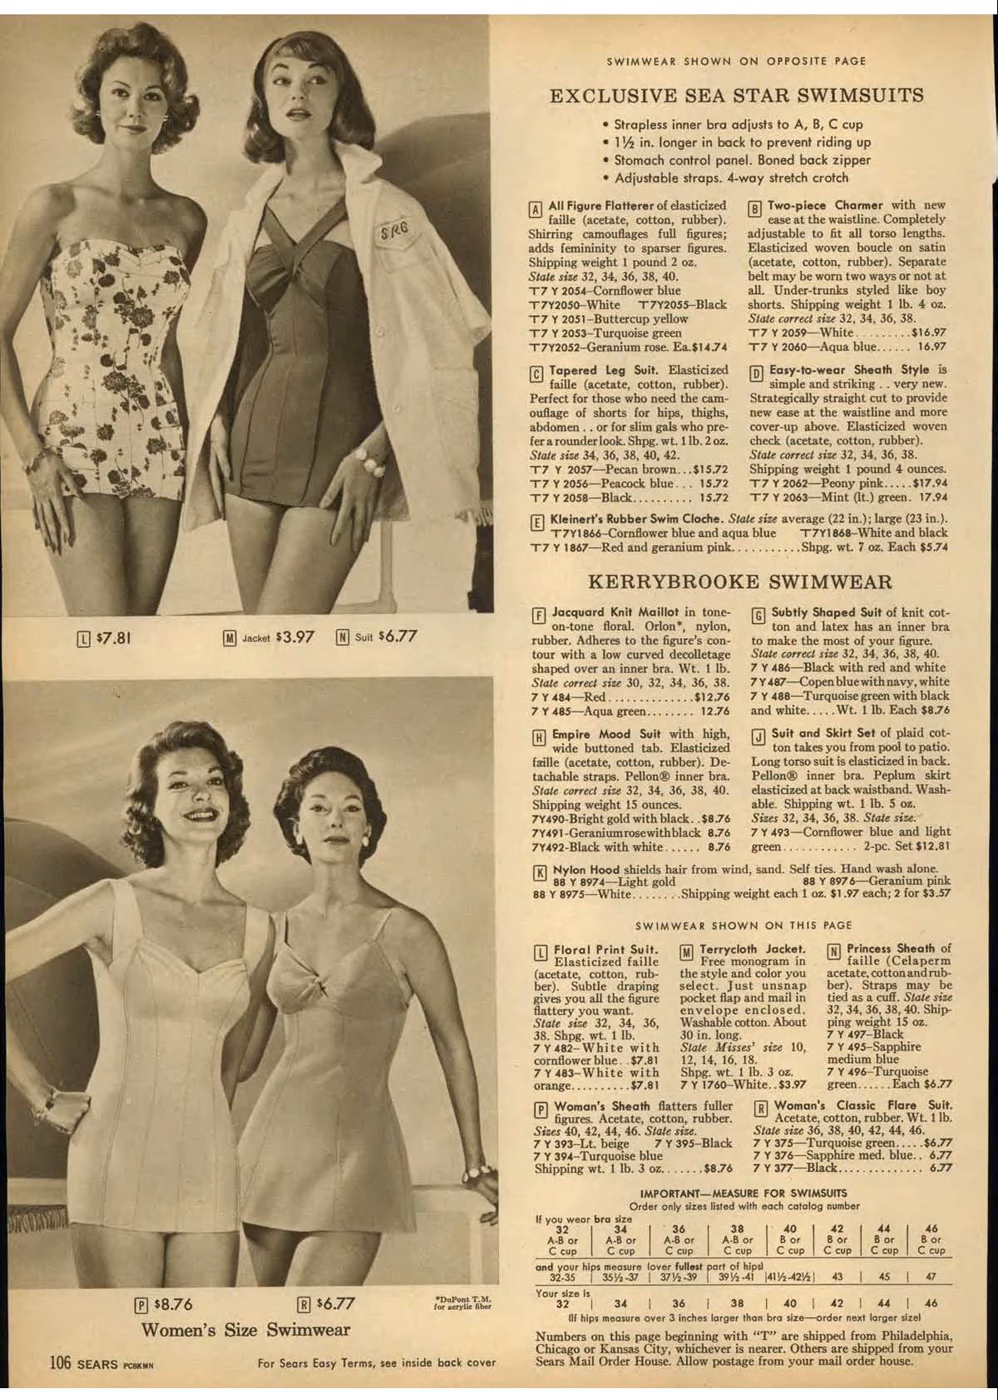 SRG
L $7.81
M Jacket $3.97 N Suit $6.77
P $8.76
R $6.77
*DuPont T.M.
for acrylic fiber
Women's Size Swimwear
106 SEARS PCBKMN
For Sears Easy Terms, see inside back cover
SWIMWEAR SHOWN ON OPPOSITE PAGE
EXCLUSIVE SEA STAR SWIMSUITS
• Strapless inner bra adjusts to A, B, C cup
• 1½ in. longer in back to prevent riding up
• Stomach control panel. Boned back zipper
• Adjustable straps. 4-way stretch crotch
A All Figure Flatterer of elasticized
faille (acetate, cotton, rubber).
Shirring camouflages full figures;
adds femininity to sparser figures.
Shipping weight 1 pound 2 oz.
State size 32, 34, 36, 38, 40.
T7 Y 2054–Cornflower blue
T7Y2050–White T7Y2055–Black
T7 Y 2051–Buttercup yellow
T7 Y 2053–Turquoise green
T7Y2052–Geranium rose. Ea.$14.74
B Two-piece Charmer with new
ease at the waistline. Completely
adjustable to fit all torso lengths.
Elasticized woven boucle on satin
(acetate, cotton, rubber). Separate
belt may be worn two ways or not at
all. Under-trunks styled like boy
shorts. Shipping weight 1 lb. 4 oz.
State correct size 32, 34, 36, 38.
T7 Y 2059–White.........$16.97
T7 Y 2060–Aqua blue...... 16.97
C Tapered Leg Suit. Elasticized
faille (acetate, cotton, rubber).
Perfect for those who need the cam-
ouflage of shorts for hips, thighs,
abdomen . . or for slim gals who pre-
fer a rounder look. Shpg. wt. 1 lb. 2 oz.
State size 34, 36, 38, 40, 42.
T7 Y 2057—Pecan brown...$15.72
T7 Y 2056—Peacock blue... 15.72
T7 Y 2058—Black.......... 15.72
D Easy-to-wear Sheath Style is
simple and striking . . very new.
Strategically straight cut to provide
new ease at the waistline and more
cover-up above. Elasticized woven
check (acetate, cotton, rubber).
State correct size 32, 34, 36, 38.
Shipping weight 1 pound 4 ounces.
T7 Y 2062—Peony pink.....$17.94
T7 Y 2063—Mint (lt.) green. 17.94
E Kleinert's Rubber Swim Cloche. State size average (22 in.); large (23 in.).
T7Y1866–Cornflower blue and aqua blue T7Y1868–White and black
T7 Y 1867—Red and geranium pink...........Shpg. wt. 7 oz. Each $5.74
KERRYBROOKE SWIMWEAR
F Jacquard Knit Maillot in tone-
on-tone floral. Orlon*, nylon,
rubber. Adheres to the figure's con-
tour with a low curved decolletage
shaped over an inner bra. Wt. 1 lb.
State correct size 30, 32, 34, 36, 38.
7 Y 484—Red..............$12.76
7 Y 485—Aqua green........ 12.76
G Subtly Shaped Suit of knit cot-
ton and latex has an inner bra
to make the most of your figure.
State correct size 32, 34, 36, 38, 40.
7 Y 486—Black with red and white
7 Y 487—Copen blue with navy, white
7 Y 488—Turquoise green with black
and white.....Wt. 1 lb. Each $8.76
H Empire Mood Suit with high,
wide buttoned tab. Elasticized
faille (acetate, cotton, rubber). De-
tachable straps. Pellon® inner bra.
State correct size 32, 34, 36, 38, 40.
Shipping weight 15 ounces.
7Y490-Bright gold with black. .$8.76
7Y491-Geranium rose with black 8.76
7Y492-Black with white...... 8.76
J Suit and Skirt Set of plaid cot-
ton takes you from pool to patio.
Long torso suit is elasticized in back.
Pellon® inner bra. Peplum skirt
elasticized at back waistband. Wash-
able. Shipping wt. 1 lb. 5 oz.
Sizes 32, 34, 36, 38. State size.
7 Y 493—Cornflower blue and light
green............ 2-pc. Set $12.81
K Nylon Hood shields hair from wind, sand. Self ties. Hand wash alone.
88 Y 8974—Light gold 88 Y 8976—Geranium pink
88 Y 8975—White........Shipping weight each 1 oz. $1.97 each; 2 for $3.57
SWIMWEAR SHOWN ON THIS PAGE
L Floral Print Suit.
Elasticized faille
(acetate, cotton, rub-
ber). Subtle draping
gives you all the figure
flattery you want.
State size 32, 34, 36,
38. Shpg. wt. 1 lb.
7 Y 482–White with
cornflower blue. .$7.81
7 Y 483–White with
orange..........$7.81
M Terrycloth Jacket.
Free monogram in
the style and color you
select. Just unsnap
pocket flap and mail in
envelope enclosed.
Washable cotton. About
30 in. long.
State Misses' size 10,
12, 14, 16, 18.
Shpg. wt. 1 lb. 3 oz.
7 Y 1760–White..$3.97
N Princess Sheath of
faille (Celaperm
acetate, cotton and rub-
ber). Straps may be
tied as a cuff. State size
32, 34, 36, 38, 40. Ship-
ping weight 15 oz.
7 Y 497–Black
7 Y 495–Sapphire
medium blue
7 Y 496–Turquoise
green......Each $6.77
P Woman's Sheath flatters fuller
figures. Acetate, cotton, rubber.
Sizes 40, 42, 44, 46. State size.
7 Y 393–Lt. beige 7 Y 395–Black
7 Y 394–Turquoise blue
Shipping wt. 1 lb. 3 oz.......$8.76
R Woman's Classic Flare Suit.
Acetate, cotton, rubber. Wt. 1 lb.
State size 36, 38, 40, 42, 44, 46.
7 Y 375—Turquoise green.....$6.77
7 Y 376—Sapphire med. blue.. 6.77
7 Y 377—Black.............. 6.77
IMPORTANT—MEASURE FOR SWIMSUITS
Order only sizes listed with each catalog number
If you wear bra size
32 34 36 38 40 42 44 46
A-B or A-B or A-B or A-B or B or B or B or B or
C cup C cup C cup C cup C cup C cup C cup C cup
and your hips measure (over fullest part of hips)
32-35 35½-37 37½-39 39½-41 41½-42½ 43 45 47
Your size is
32 34 36 38 40 42 44 46
(If hips measure over 3 inches larger than bra size—order next larger size)
Numbers on this page beginning with "T" are shipped from Philadelphia,
Chicago or Kansas City, whichever is nearer. Others are shipped from your
Sears Mail Order House. Allow postage from your mail order house.